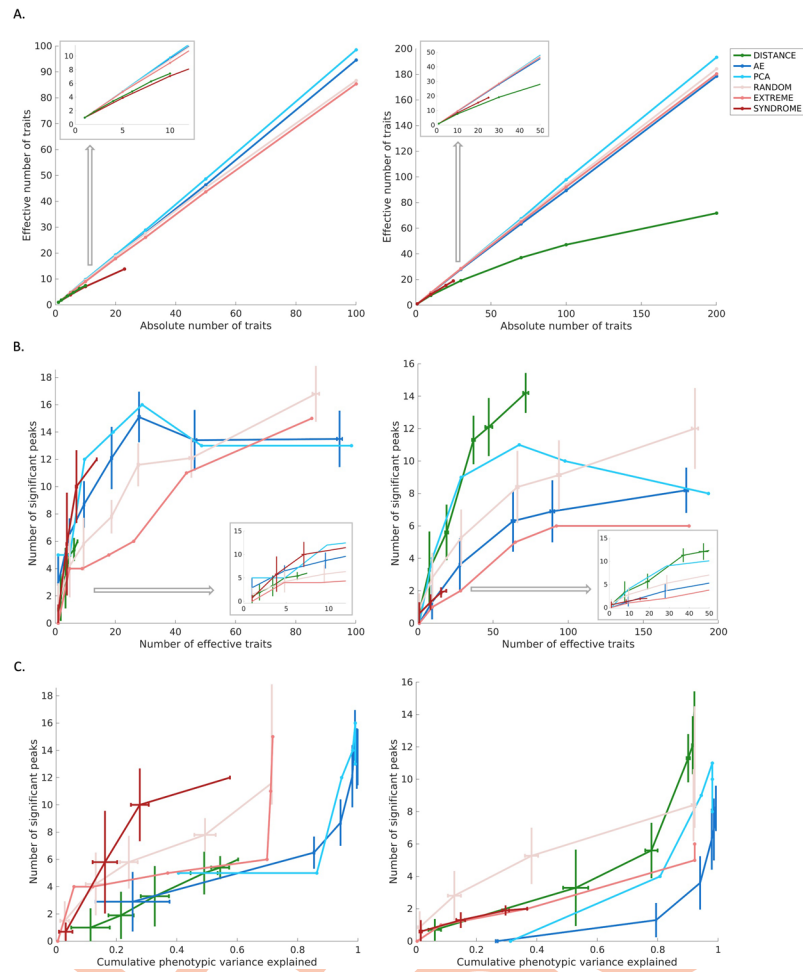 A.
100
90
80
70
60
50
40
30
20
10
0
Effective number of traits
0 20 40 60 80 100
Absolute number of traits
10
8
6
4
2
0
0 5 10
200
180
160
140
120
100
80
60
40
20
0
Effective number of traits
0 50 100 150 200
Absolute number of traits
50
40
30
20
10
0
0 10 20 30 40 50
DISTANCE
AE
PCA
RANDOM
EXTREME
SYNDROME
B.
18
16
14
12
10
8
6
4
2
0
Number of significant peaks
0 20 40 60 80 100
Number of effective traits
15
10
5
0
0 5 10
16
14
12
10
8
6
4
2
0
Number of significant peaks
0 50 100 150 200
Number of effective traits
15
10
5
0
0 10 20 30 40 50
C.
18
16
14
12
10
8
6
4
2
0
Number of significant peaks
0 0.2 0.4 0.6 0.8 1
Cumulative phenotypic variance explained
16
14
12
10
8
6
4
2
0
Number of significant peaks
0 0.2 0.4 0.6 0.8 1
Cumulative phenotypic variance explained